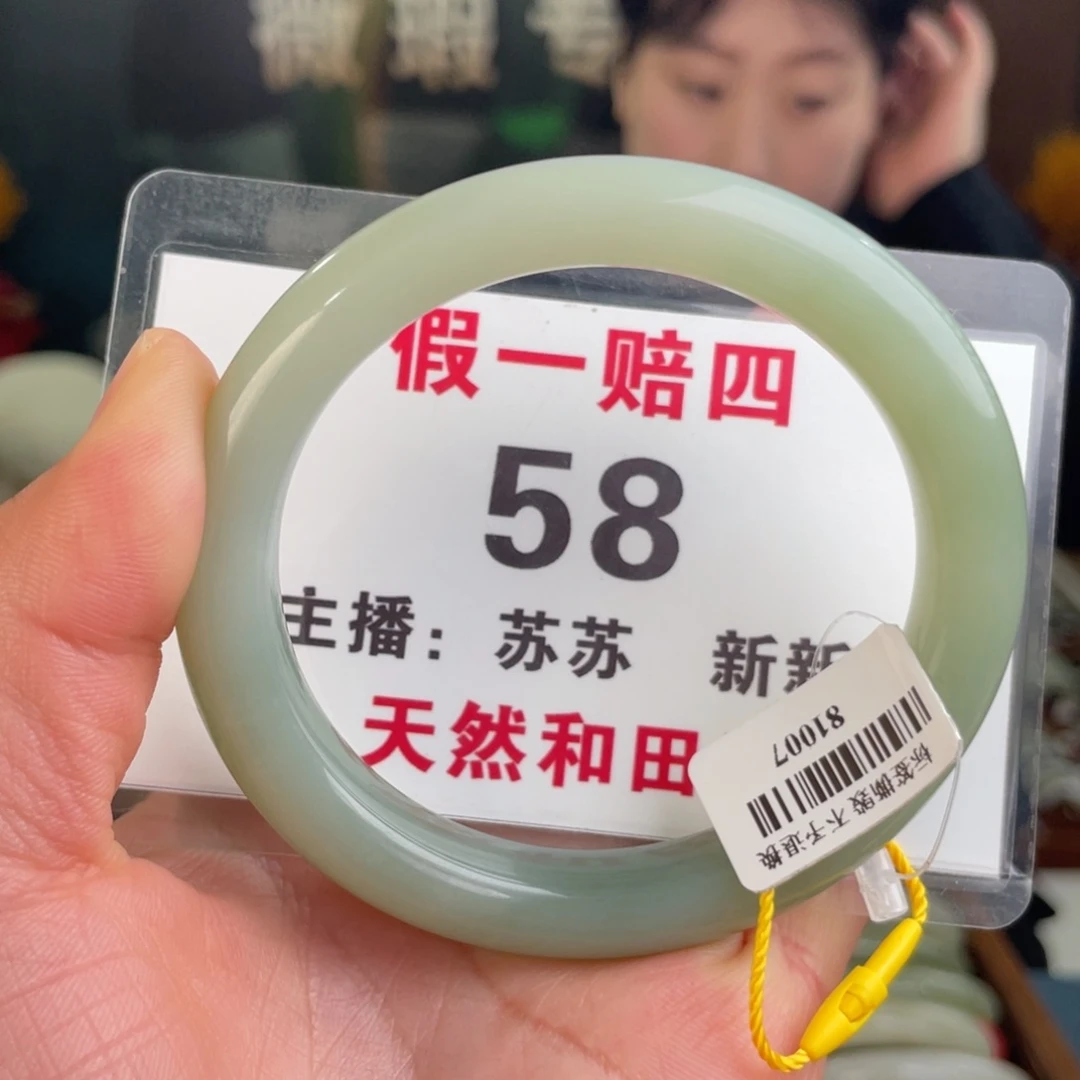 假一赔四
58
主播：苏苏 新新
天然和田
81007
标签撕毁 不予退换